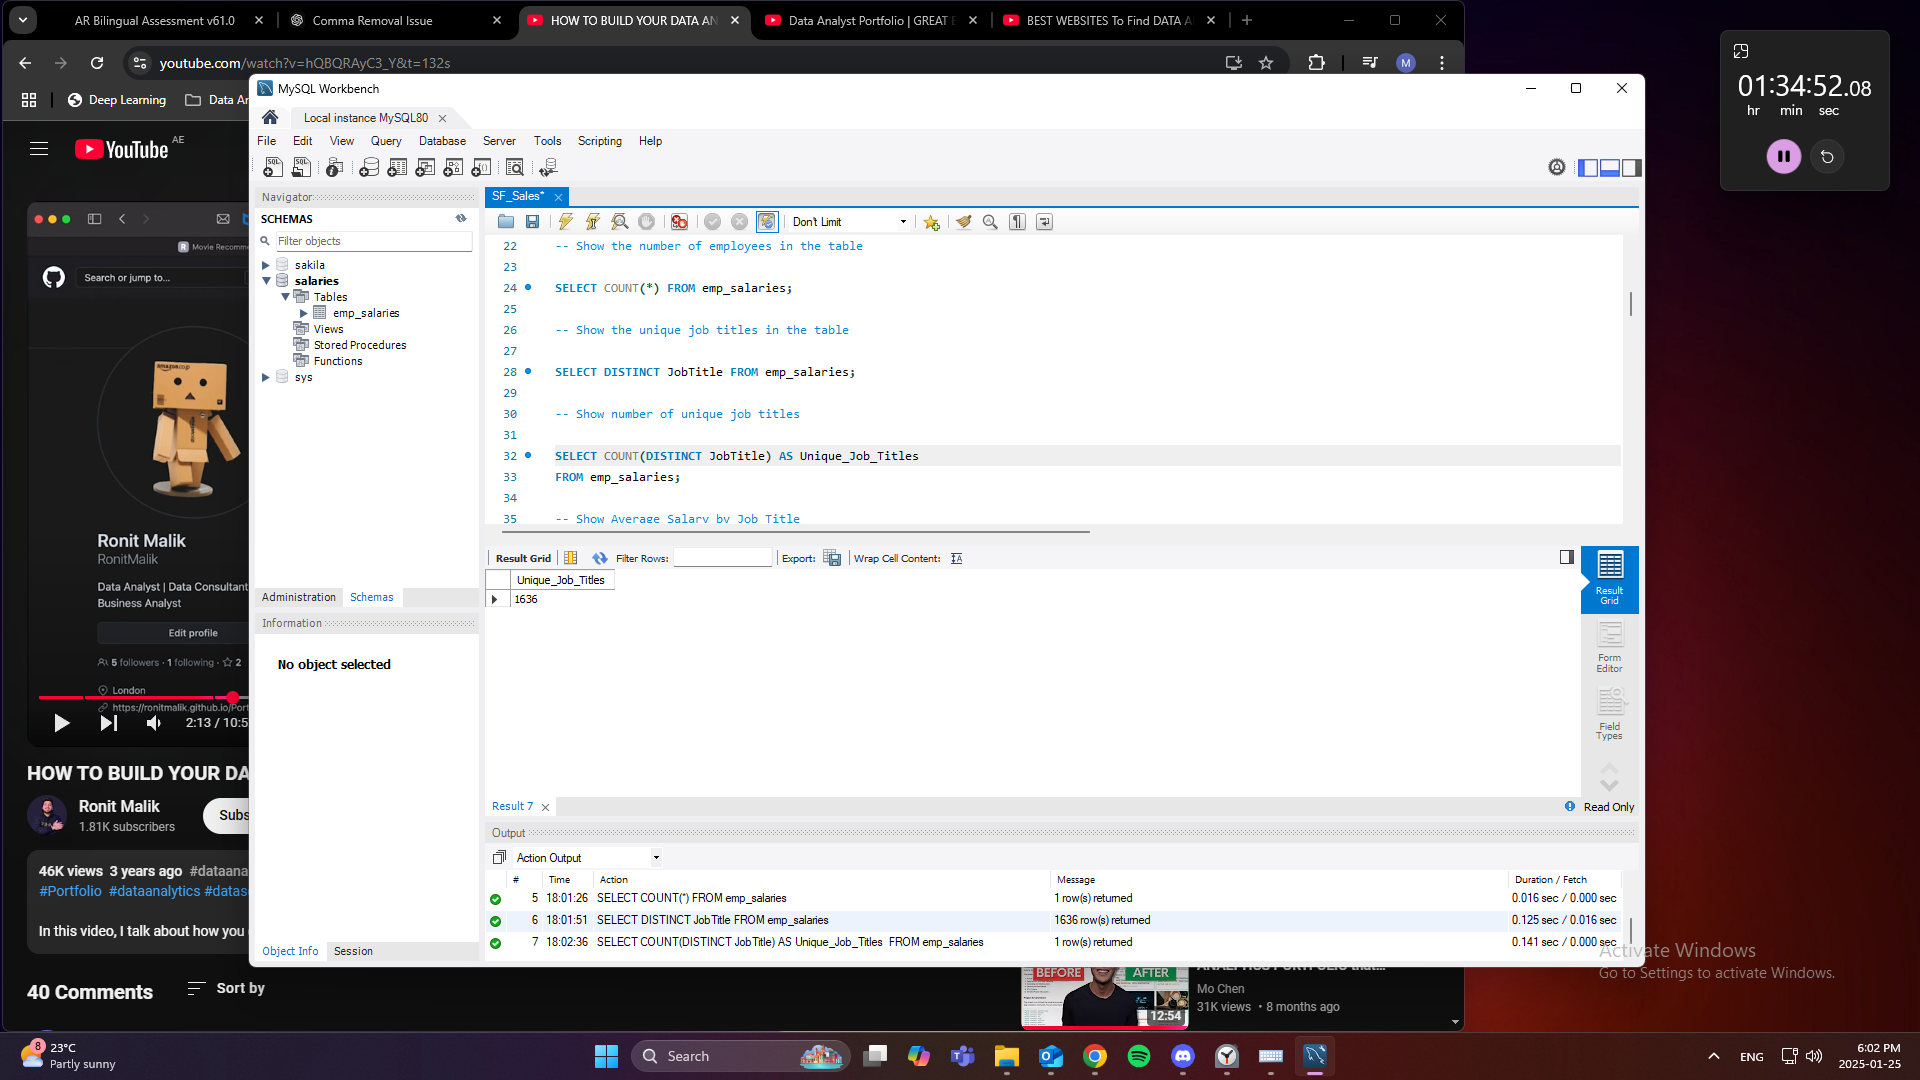 AR Bilingual Assessment v61.0
Comma Removal Issue
HOW TO BUILD YOUR DATA AN
Data Analyst Portfolio | GREAT E
BEST WEBSITES To Find DATA A
youtube.com/watch?v=hQBQRAyC3_Y&t=132s
M
Deep Learning
Data An
01:34:52.08
hr min sec
YouTube AE
MySQL Workbench
Local instance MySQL80
File Edit View Query Database Server Tools Scripting Help
Navigator
SCHEMAS
Filter objects
sakila
salaries
Tables
emp_salaries
Views
Stored Procedures
Functions
sys
Administration Schemas
Information
No object selected
Object Info Session
SF_Sales*
Don't Limit
22 -- Show the number of employees in the table
23
24 SELECT COUNT(*) FROM emp_salaries;
25
26 -- Show the unique job titles in the table
27
28 SELECT DISTINCT JobTitle FROM emp_salaries;
29
30 -- Show number of unique job titles
31
32 SELECT COUNT(DISTINCT JobTitle) AS Unique_Job_Titles
33 FROM emp_salaries;
34
35 -- Show Average Salary by Job Title
Result Grid Filter Rows: Export: Wrap Cell Content:
Unique_Job_Titles
1636
Result Grid
Form Editor
Field Types
Result 7
Read Only
Output
Action Output
# Time Action Message Duration / Fetch
5 18:01:26 SELECT COUNT(*) FROM emp_salaries 1 row(s) returned 0.016 sec / 0.000 sec
6 18:01:51 SELECT DISTINCT JobTitle FROM emp_salaries 1636 row(s) returned 0.125 sec / 0.016 sec
7 18:02:36 SELECT COUNT(DISTINCT JobTitle) AS Unique_Job_Titles FROM emp_salaries 1 row(s) returned 0.141 sec / 0.000 sec
R Movie Recomm
Search or jump to...
amazon.co.jp
Ronit Malik
RonitMalik
Data Analyst | Data Consultant
Business Analyst
Edit profile
5 followers · 1 following · 2
London
https://ronitmalik.github.io/Port
2:13 / 10:5
HOW TO BUILD YOUR DA
Ronit Malik
1.81K subscribers
Subs
46K views 3 years ago #dataana
#Portfolio #dataanalytics #datas
In this video, I talk about how you
40 Comments
Sort by
BEFORE AFTER
12:54
Mo Chen
31K views • 8 months ago
Activate Windows
Go to Settings to activate Windows.
8
23°C
Partly sunny
Search
ENG
6:02 PM
2025-01-25